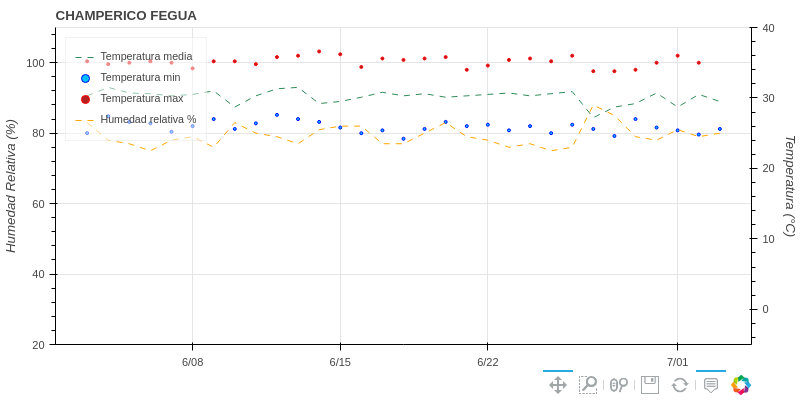 CHAMPERICO FEGUA
Temperatura media
Temperatura min
Temperatura max
Humedad relativa %
Humedad Relativa (%)
100
80
60
40
20
Temperatura (°C)
40
30
20
10
0
6/08
6/15
6/22
7/01